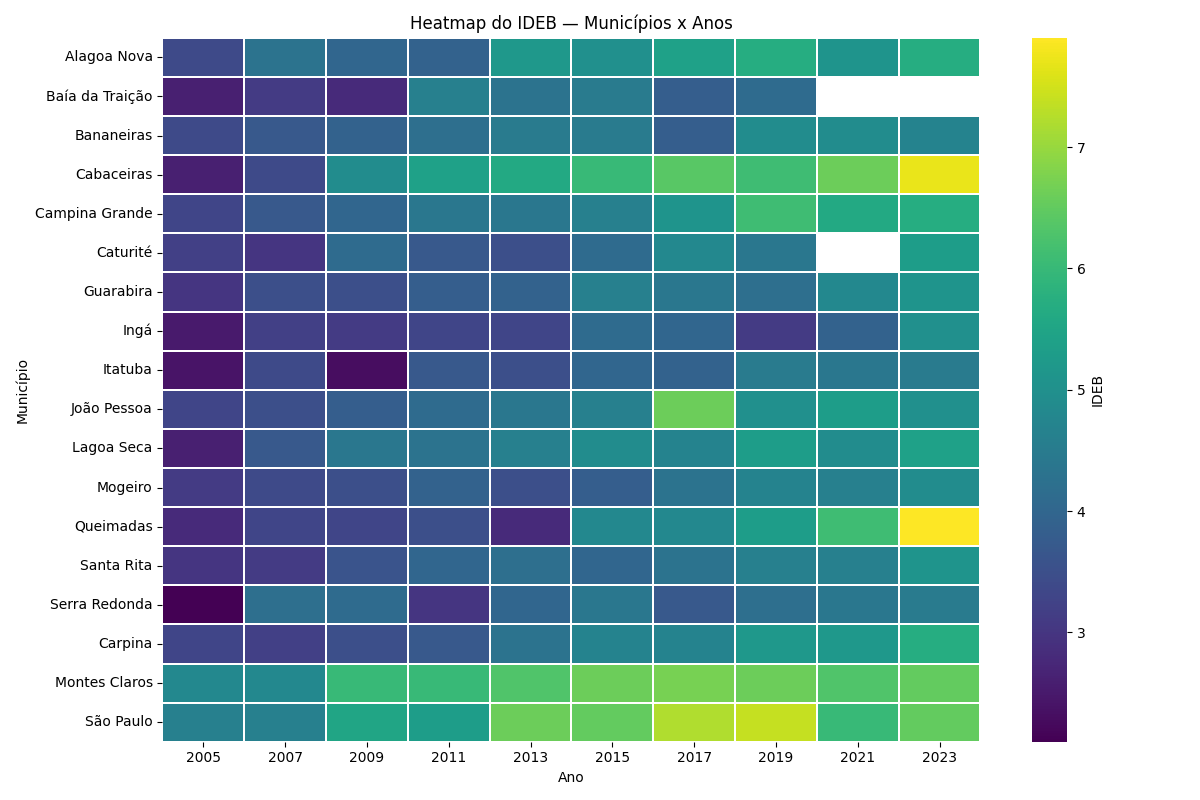 Heatmap do IDEB — Municípios x Anos
Município
Alagoa Nova
Baía da Traição
Bananeiras
Cabaceiras
Campina Grande
Caturité
Guarabira
Ingá
Itatuba
João Pessoa
Lagoa Seca
Mogeiro
Queimadas
Santa Rita
Serra Redonda
Carpina
Montes Claros
São Paulo
2005 2007 2009 2011 2013 2015 2017 2019 2021 2023
Ano
7
6
5
4
3
IDEB